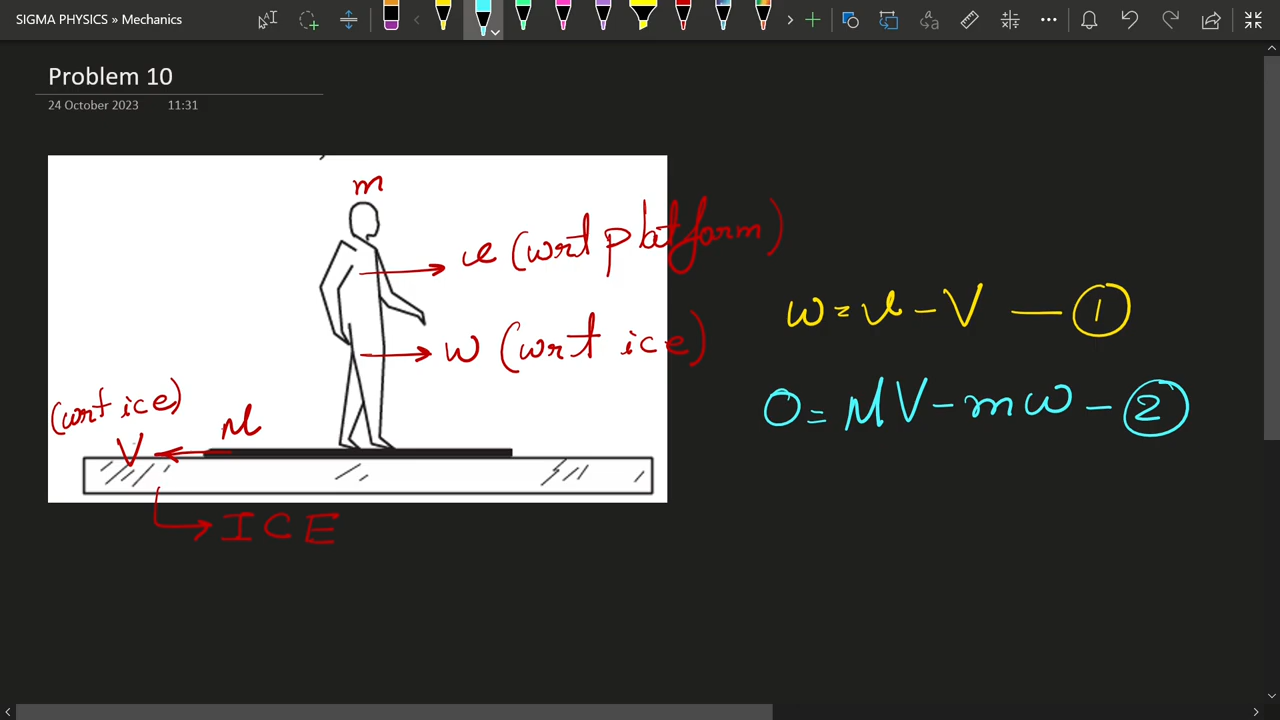 SIGMA PHYSICS » Mechanics
Problem 10
24 October 2023 11:31
m
v (wrt platform)
w (wrt ice)
(wrt ice)
V
M
ICE
w = v - V — 1
0 = MV - mw - 2